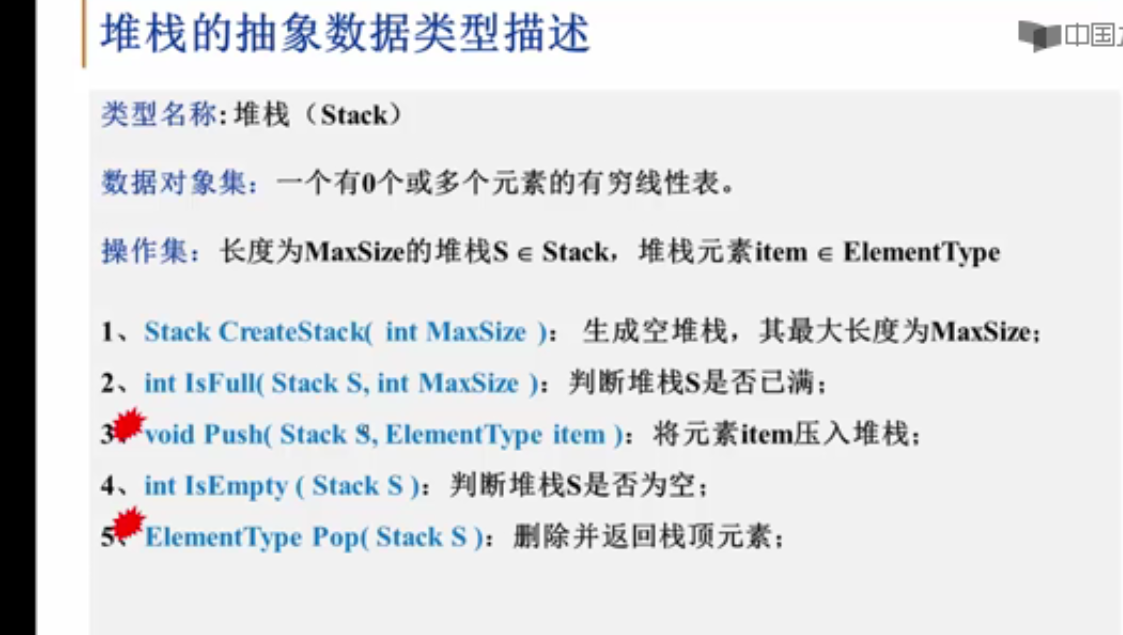 堆栈的抽象数据类型描述
中国
类型名称: 堆栈（Stack）
数据对象集：一个有0个或多个元素的有穷线性表。
操作集：长度为MaxSize的堆栈S ∈ Stack，堆栈元素item ∈ ElementType
1、Stack CreateStack( int MaxSize )： 生成空堆栈，其最大长度为MaxSize；
2、int IsFull( Stack S, int MaxSize )：判断堆栈S是否已满；
3、void Push( Stack S, ElementType item )：将元素item压入堆栈；
4、int IsEmpty ( Stack S )：判断堆栈S是否为空；
5、ElementType Pop( Stack S )：删除并返回栈顶元素；